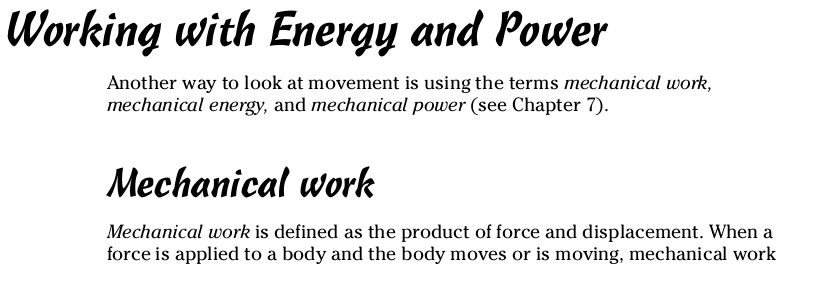 Working with Energy and Power
Another way to look at movement is using the terms mechanical work,
mechanical energy, and mechanical power (see Chapter 7).
Mechanical work
Mechanical work is defined as the product of force and displacement. When a
force is applied to a body and the body moves or is moving, mechanical work